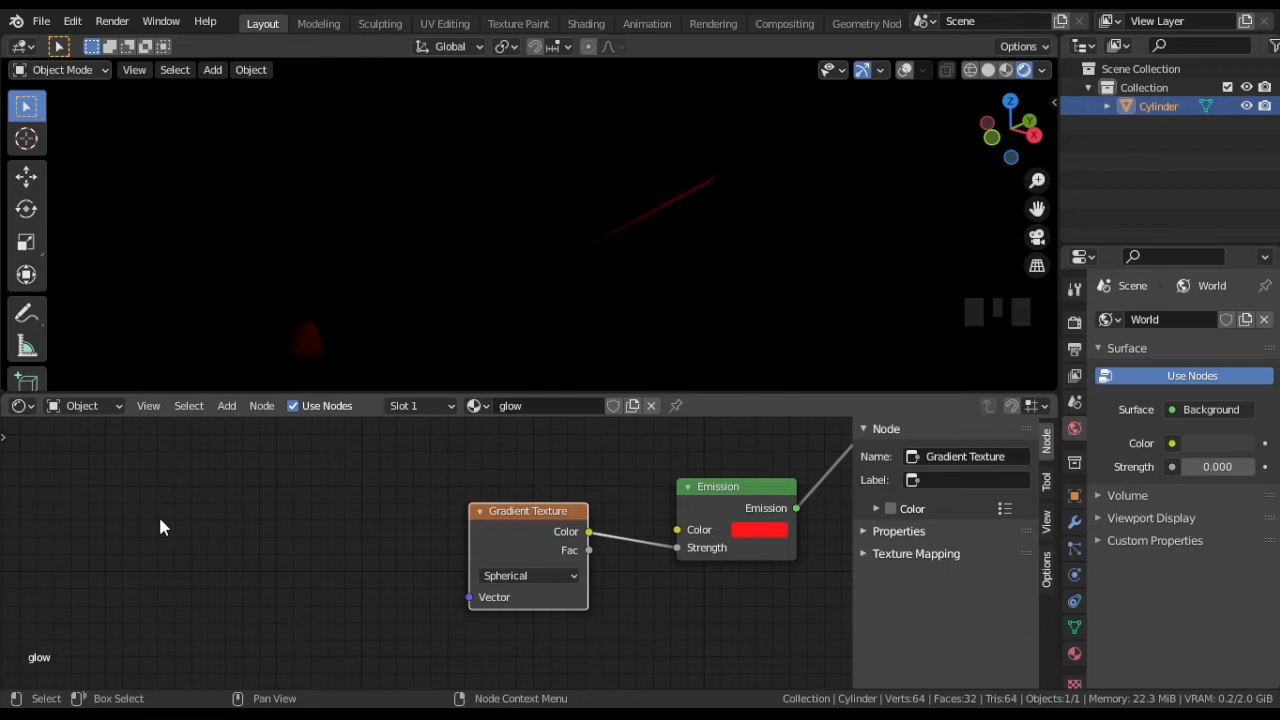 File Edit Render Window Help Layout Modeling Sculpting UV Editing Texture Paint Shading Animation Rendering Compositing Geometry Nod Scene View Layer
Global Options
Object Mode View Select Add Object
Scene Collection
Collection
Cylinder
Z
Y
X
Scene World
World
Surface
Use Nodes
Surface Background
Color
Strength 0.000
Volume
Viewport Display
Custom Properties
Object View Select Add Node Use Nodes Slot 1 glow
Gradient Texture
Color
Fac
Spherical
Vector
Emission
Emission
Color
Strength
Node
Name: Gradient Texture
Label:
Color
Properties
Texture Mapping
Node
Tool
View
Options
glow
Select Box Select Pan View Node Context Menu Collection | Cylinder | Verts:64 | Faces:32 | Tris:64 | Objects:1/1 | Memory: 22.3 MiB | VRAM: 0.2/2.0 GiB